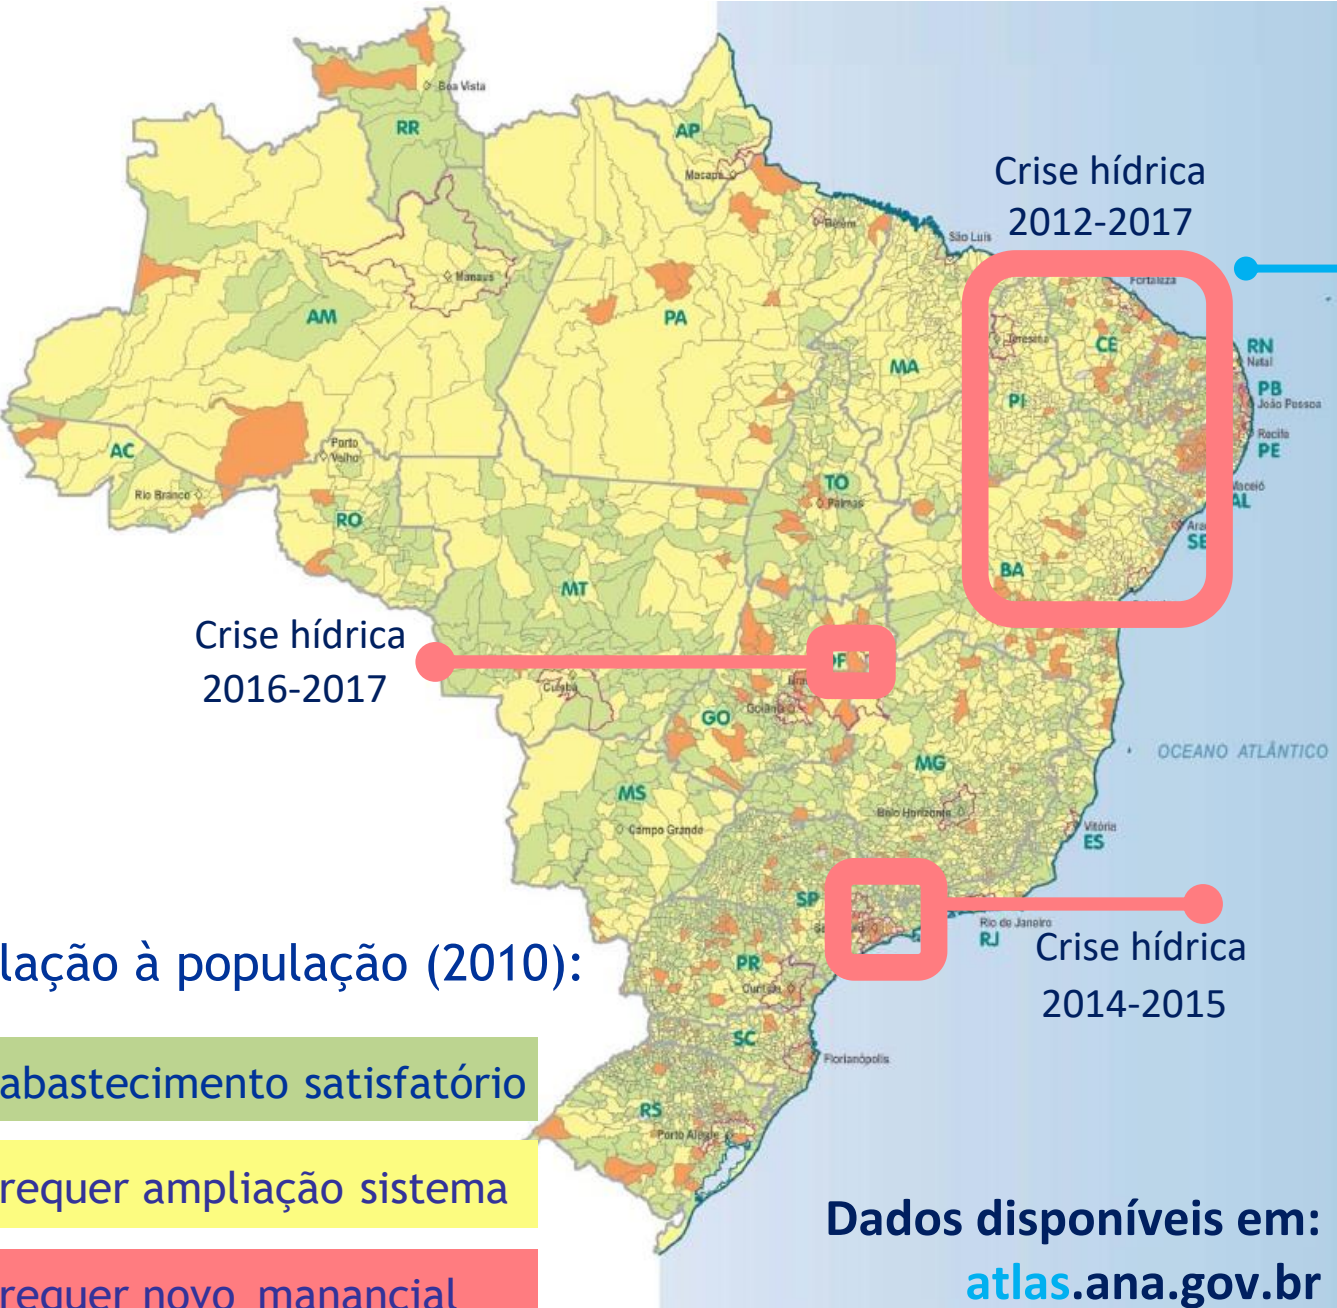 Boa Vista
RR
AP
Macapá
Crise hídrica
2012-2017
Belém
São Luís
Manaus
Fortaleza
AM
PA
Teresina
CE
RN
Natal
MA
PB
João Pessoa
PI
Recife
PE
AC
Porto
Velho
TO
Palmas
Maceió
AL
Rio Branco
RO
Ara
SE
BA
MT
Crise hídrica
2016-2017
DF
Bras
Cuiabá
GO
Goiânia
OCEANO ATLÂNTICO
MG
MS
Belo Horizonte
Campo Grande
Vitória
ES
SP
Rio de Janeiro
RJ
Crise hídrica
2014-2015
lação à população (2010):
PR
Curitiba
SC
Florianópolis
abastecimento satisfatório
RS
Porto Alegre
requer ampliação sistema
Dados disponíveis em:
atlas.ana.gov.br
requer novo manancial